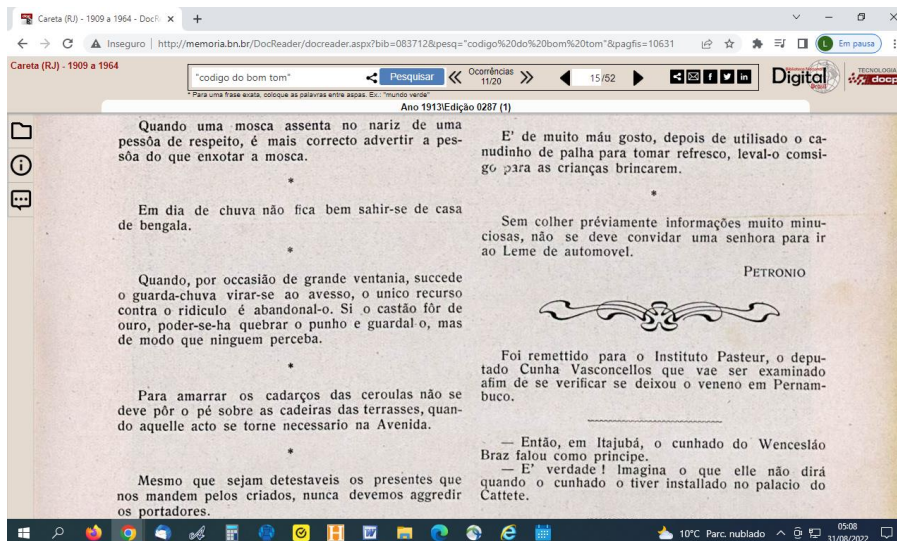 Careta (RJ) - 1909 a 1964 - DocR
Inseguro | http://memoria.bn.br/DocReader/docreader.aspx?bib=083712&pesq="codigo%20do%20bom%20tom"&pagfis=10631
Em pausa
Careta (RJ) - 1909 a 1964
"codigo do bom tom"
Pesquisar
Ocorrências
11/20
15/52
Digital
TECNOLOGIA
docp
* Para uma frase exata, coloque as palavras entre aspas. Ex.: "mundo verde"
Ano 1913\Edição 0287 (1)
Quando uma mosca assenta no nariz de uma
pessôa de respeito, é mais correcto advertir a pes-
sôa do que enxotar a mosca.
*
Em dia de chuva não fica bem sahir-se de casa
de bengala.
*
Quando, por occasião de grande ventania, succede
o guarda-chuva virar-se ao avesso, o unico recurso
contra o ridiculo é abandonal-o. Si o castão fôr de
ouro, poder-se-ha quebrar o punho e guardal-o, mas
de modo que ninguem perceba.
*
Para amarrar os cadarços das ceroulas não se
deve pôr o pé sobre as cadeiras das terrasses, quan-
do aquelle acto se torne necessario na Avenida.
*
Mesmo que sejam detestaveis os presentes que
nos mandem pelos criados, nunca devemos aggredir
os portadores.
E' de muito máu gosto, depois de utilisado o ca-
nudinho de palha para tomar refresco, leval-o comsi-
go para as crianças brincarem.
*
Sem colher préviamente informações muito minu-
ciosas, não se deve convidar uma senhora para ir
ao Leme de automovel.
PETRONIO
Foi remettido para o Instituto Pasteur, o depu-
tado Cunha Vasconcellos que vae ser examinado
afim de se verificar se deixou o veneno em Pernam-
buco.
— Então, em Itajubá, o cunhado do Wencesláo
Braz falou como principe.
— E' verdade ! Imagina o que elle não dirá
quando o cunhado o tiver installado no palacio do
Cattete.
10°C Parc. nublado
05:08
31/08/2022